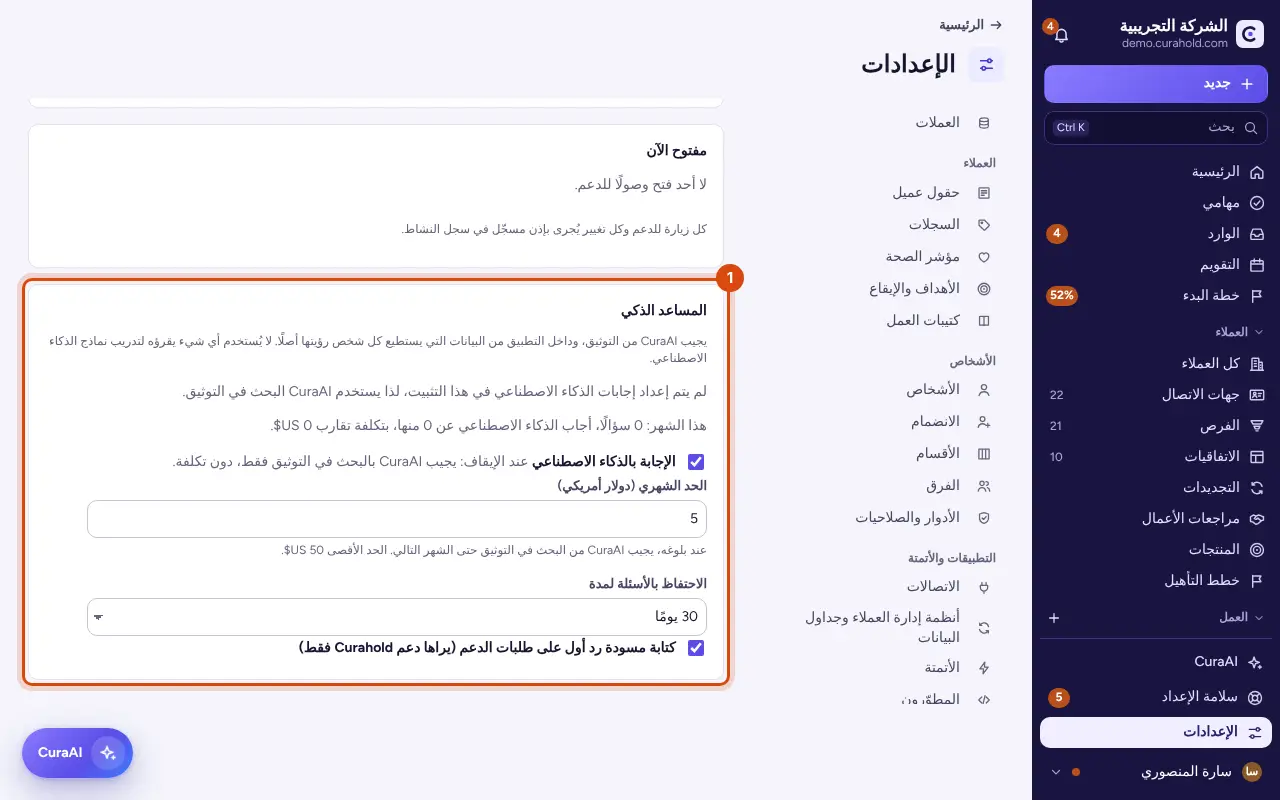 الشركة التجريبية
demo.curahold.com
4
جديد
بحث
Ctrl K
الرئيسية
مهامي
الوارد
4
التقويم
خطة البدء
52%
العملاء
كل العملاء
جهات الاتصال
22
الفرص
21
الاتفاقيات
10
التجديدات
مراجعات الأعمال
المنتجات
خطط التأهيل
العمل
CuraAI
سلامة الإعداد
5
الإعدادات
سا
سارة المنصوري
الرئيسية
الإعدادات
العملات
العملاء
حقول عميل
السجلات
مؤشر الصحة
الأهداف والإيقاع
كتيبات العمل
الأشخاص
الأشخاص
الانضمام
الأقسام
الفرق
الأدوار والصلاحيات
التطبيقات والأتمتة
الاتصالات
أنظمة إدارة العملاء وجداول
البيانات
الأتمتة
المطوّرون
مفتوح الآن
لا أحد فتح وصولًا للدعم.
كل زيارة للدعم وكل تغيير يُجرى بإذن مسجّل في سجل النشاط.
1
المساعد الذكي
يجيب CuraAI من التوثيق، وداخل التطبيق من البيانات التي يستطيع كل شخص رؤيتها أصلًا. لا يُستخدم أي شيء يقرؤه لتدريب نماذج الذكاء
الاصطناعي.
لم يتم إعداد إجابات الذكاء الاصطناعي في هذا التثبيت، لذا يستخدم CuraAI البحث في التوثيق.
هذا الشهر: 0 سؤالًا، أجاب الذكاء الاصطناعي عن 0 منها، بتكلفة تقارب US 0$.
الإجابة بالذكاء الاصطناعي عند الإيقاف: يجيب CuraAI بالبحث في التوثيق فقط، دون تكلفة.
الحد الشهري (دولار أمريكي)
5
عند بلوغه، يجيب CuraAI من البحث في التوثيق حتى الشهر التالي. الحد الأقصى US 50$.
الاحتفاظ بالأسئلة لمدة
30 يومًا
كتابة مسودة رد أول على طلبات الدعم (يراها دعم Curahold فقط)
CuraAI